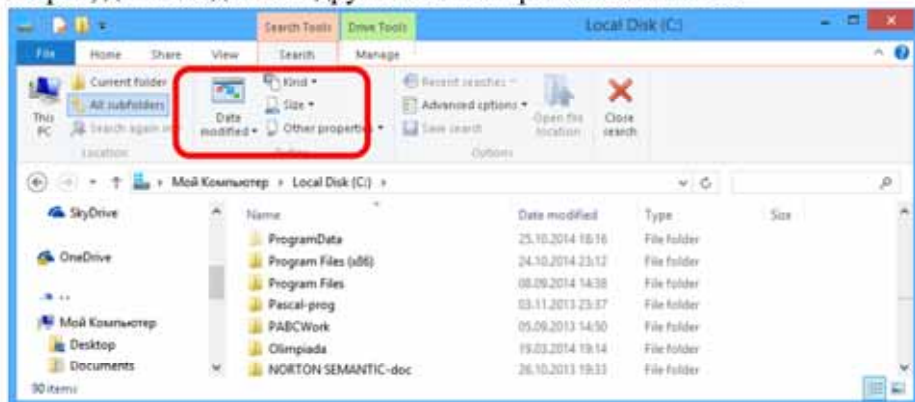 Search Tools Drive Tools Local Disk (C:)
File Home Share View Search Manage
This PC
Current folder
All subfolders
Search again in
Location
Date modified
Kind
Size
Other properties
Recent searches
Advanced options
Save search
Open file location
Close search
Options
Мой Компьютер Local Disk (C:)
SkyDrive
OneDrive
Мой Компьютер
Desktop
Documents
Name Date modified Type Size
ProgramData 25.10.2014 18:16 File folder
Program Files (x86) 24.10.2014 23:12 File folder
Program Files 08.09.2014 14:38 File folder
Pascal-prog 03.11.2013 23:37 File folder
PABCWork 05.09.2013 14:50 File folder
Olimpiada 19.03.2014 19:14 File folder
NORTON SEMANTIC-doc 26.10.2013 19:33 File folder
90 items